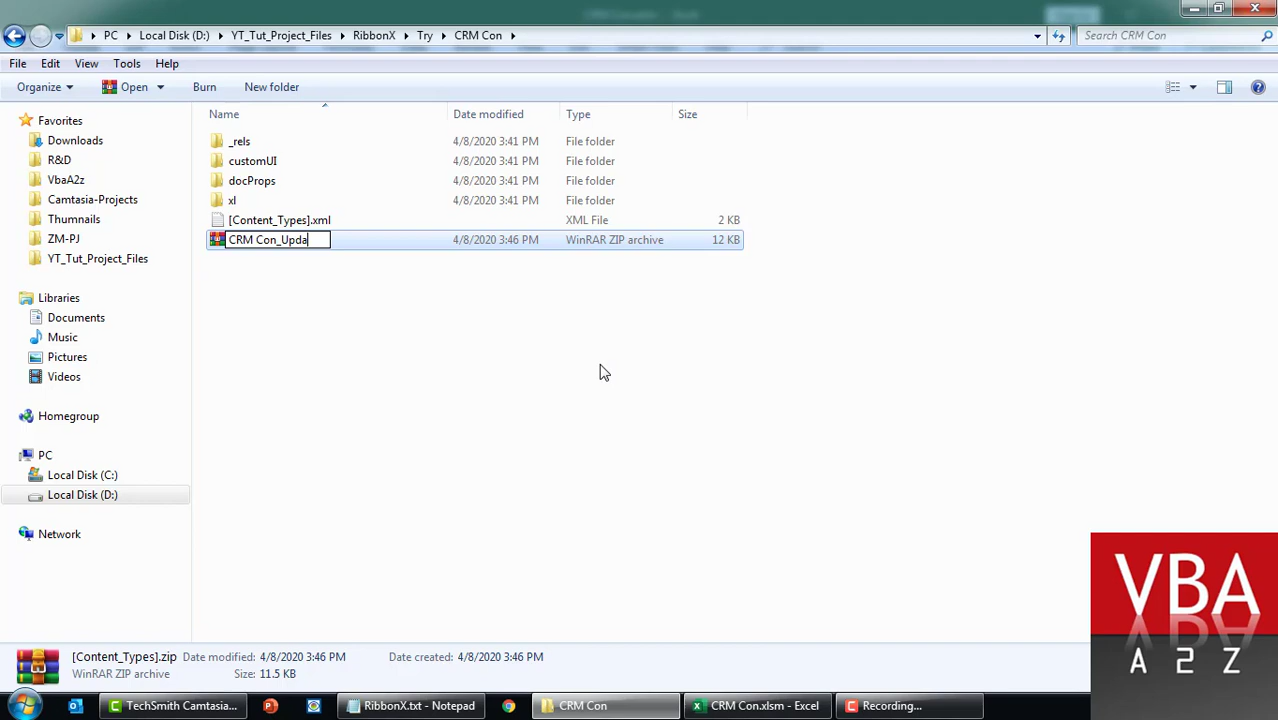 PC ▸ Local Disk (D:) ▸ YT_Tut_Project_Files ▸ RibbonX ▸ Try ▸ CRM Con ▸
Search CRM Con
File Edit View Tools Help
Organize Open Burn New folder
Name Date modified Type Size
Favorites
Downloads
R&D
VbaA2z
Camtasia-Projects
Thumnails
ZM-PJ
YT_Tut_Project_Files
Libraries
Documents
Music
Pictures
Videos
Homegroup
PC
Local Disk (C:)
Local Disk (D:)
Network
_rels 4/8/2020 3:41 PM File folder
customUI 4/8/2020 3:41 PM File folder
docProps 4/8/2020 3:41 PM File folder
xl 4/8/2020 3:41 PM File folder
[Content_Types].xml XML File 2 KB
CRM Con_Upda 4/8/2020 3:46 PM WinRAR ZIP archive 12 KB
VBA
A2Z
[Content_Types].zip Date modified: 4/8/2020 3:46 PM Date created: 4/8/2020 3:46 PM
WinRAR ZIP archive Size: 11.5 KB
TechSmith Camtasia... RibbonX.txt - Notepad CRM Con CRM Con.xlsm - Excel Recording...